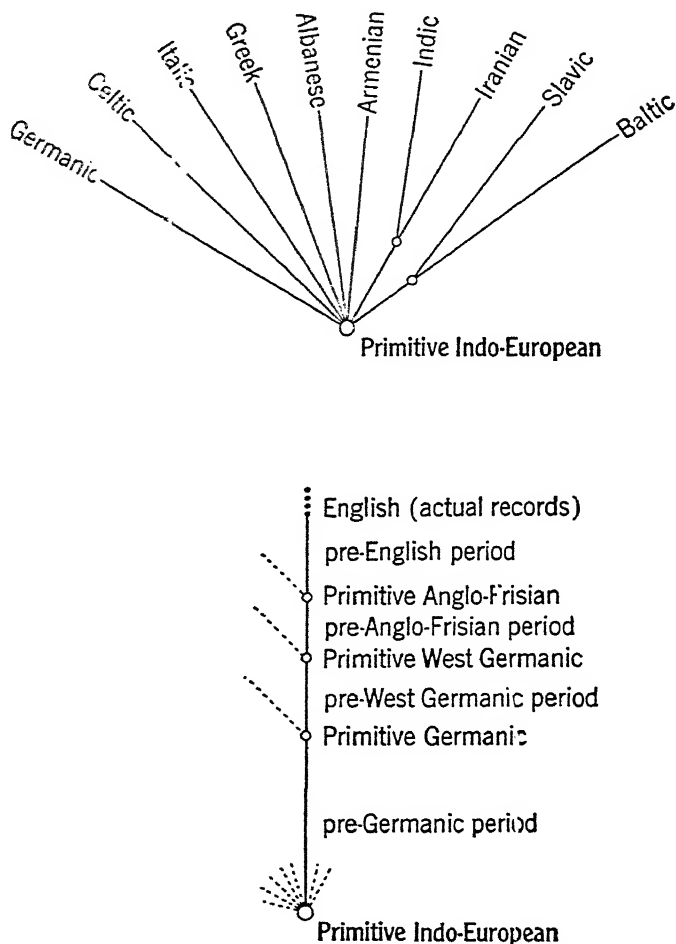 Germanic
Celtic
Italic
Greek
Albanese
Armenian
Indic
Iranian
Slavic
Baltic
Primitive Indo-European
English (actual records)
pre-English period
Primitive Anglo-Frisian
pre-Anglo-Frisian period
Primitive West Germanic
pre-West Germanic period
Primitive Germanic
pre-Germanic period
Primitive Indo-European